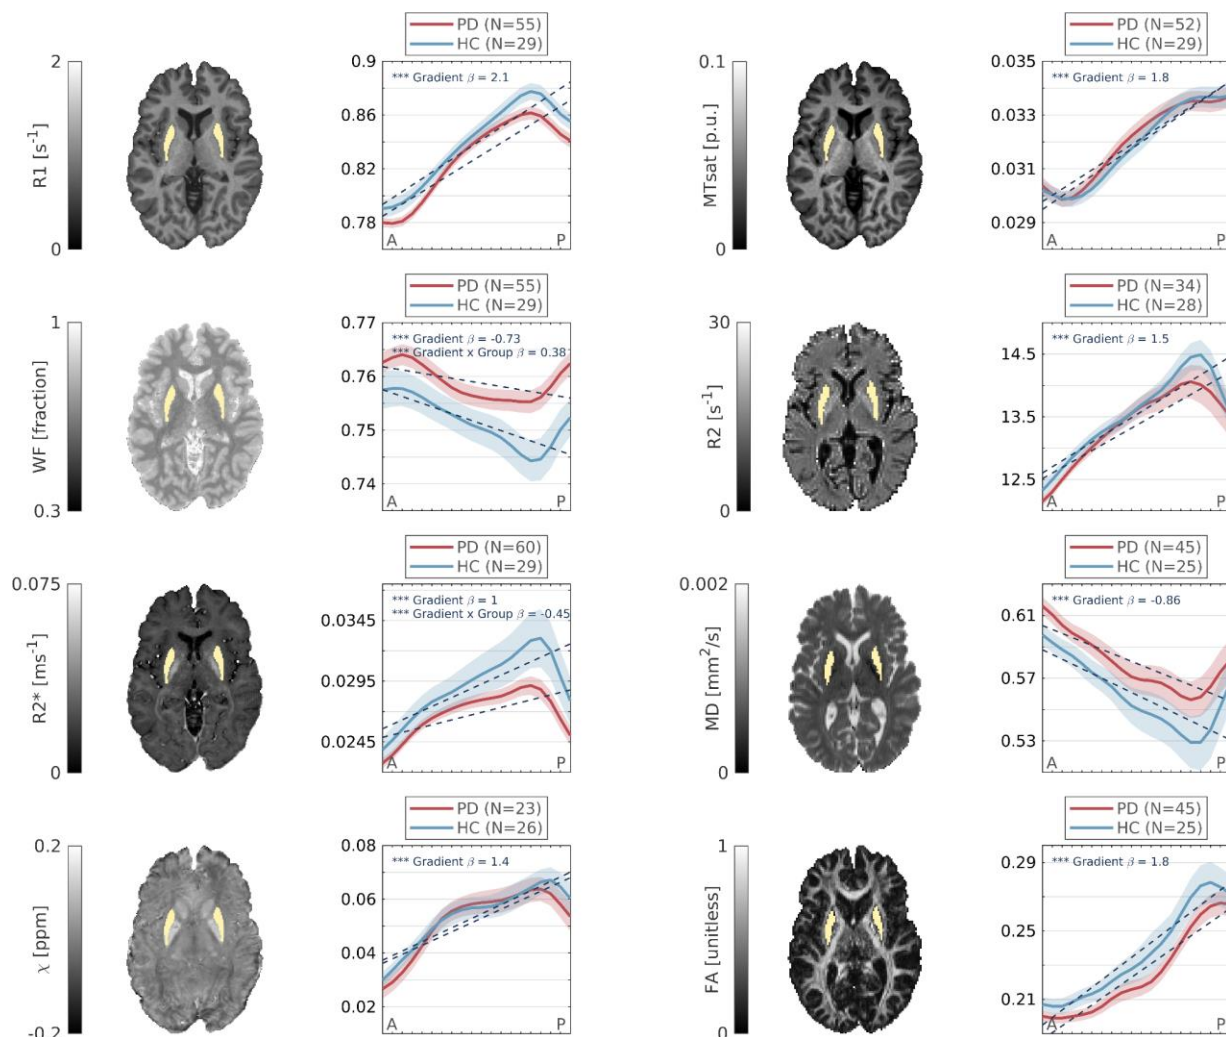 PD (N=55)
HC (N=29)
2
R1 [s-1]
0
0.9
0.86
0.82
0.78
*** Gradient β = 2.1
A P
PD (N=52)
HC (N=29)
0.1
MTsat [p.u.]
0
0.035
0.033
0.031
0.029
*** Gradient β = 1.8
A P
PD (N=55)
HC (N=29)
1
WF [fraction]
0.3
0.77
0.76
0.75
0.74
*** Gradient β = -0.73
*** Gradient x Group β = 0.38
A P
PD (N=34)
HC (N=28)
30
R2 [s-1]
0
14.5
13.5
12.5
*** Gradient β = 1.5
A P
PD (N=60)
HC (N=29)
0.075
R2* [ms-1]
0
0.0345
0.0295
0.0245
*** Gradient β = 1
*** Gradient x Group β = -0.45
A P
PD (N=45)
HC (N=25)
0.002
MD [mm2/s]
0
0.61
0.57
0.53
*** Gradient β = -0.86
A P
PD (N=23)
HC (N=26)
0.2
χ [ppm]
-0.2
0.08
0.06
0.04
0.02
*** Gradient β = 1.4
A P
PD (N=45)
HC (N=25)
1
FA [unitless]
0
0.29
0.25
0.21
*** Gradient β = 1.8
A P